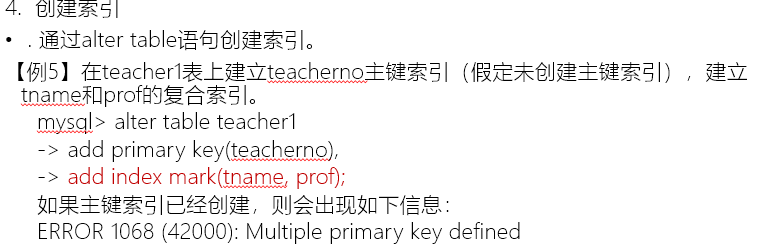 4. 创建索引
• . 通过alter table语句创建索引。
【例5】在teacher1表上建立teacherno主键索引（假定未创建主键索引），建立
tname和prof的复合索引。
mysql> alter table teacher1
-> add primary key(teacherno),
-> add index mark(tname, prof);
如果主键索引已经创建，则会出现如下信息：
ERROR 1068 (42000): Multiple primary key defined